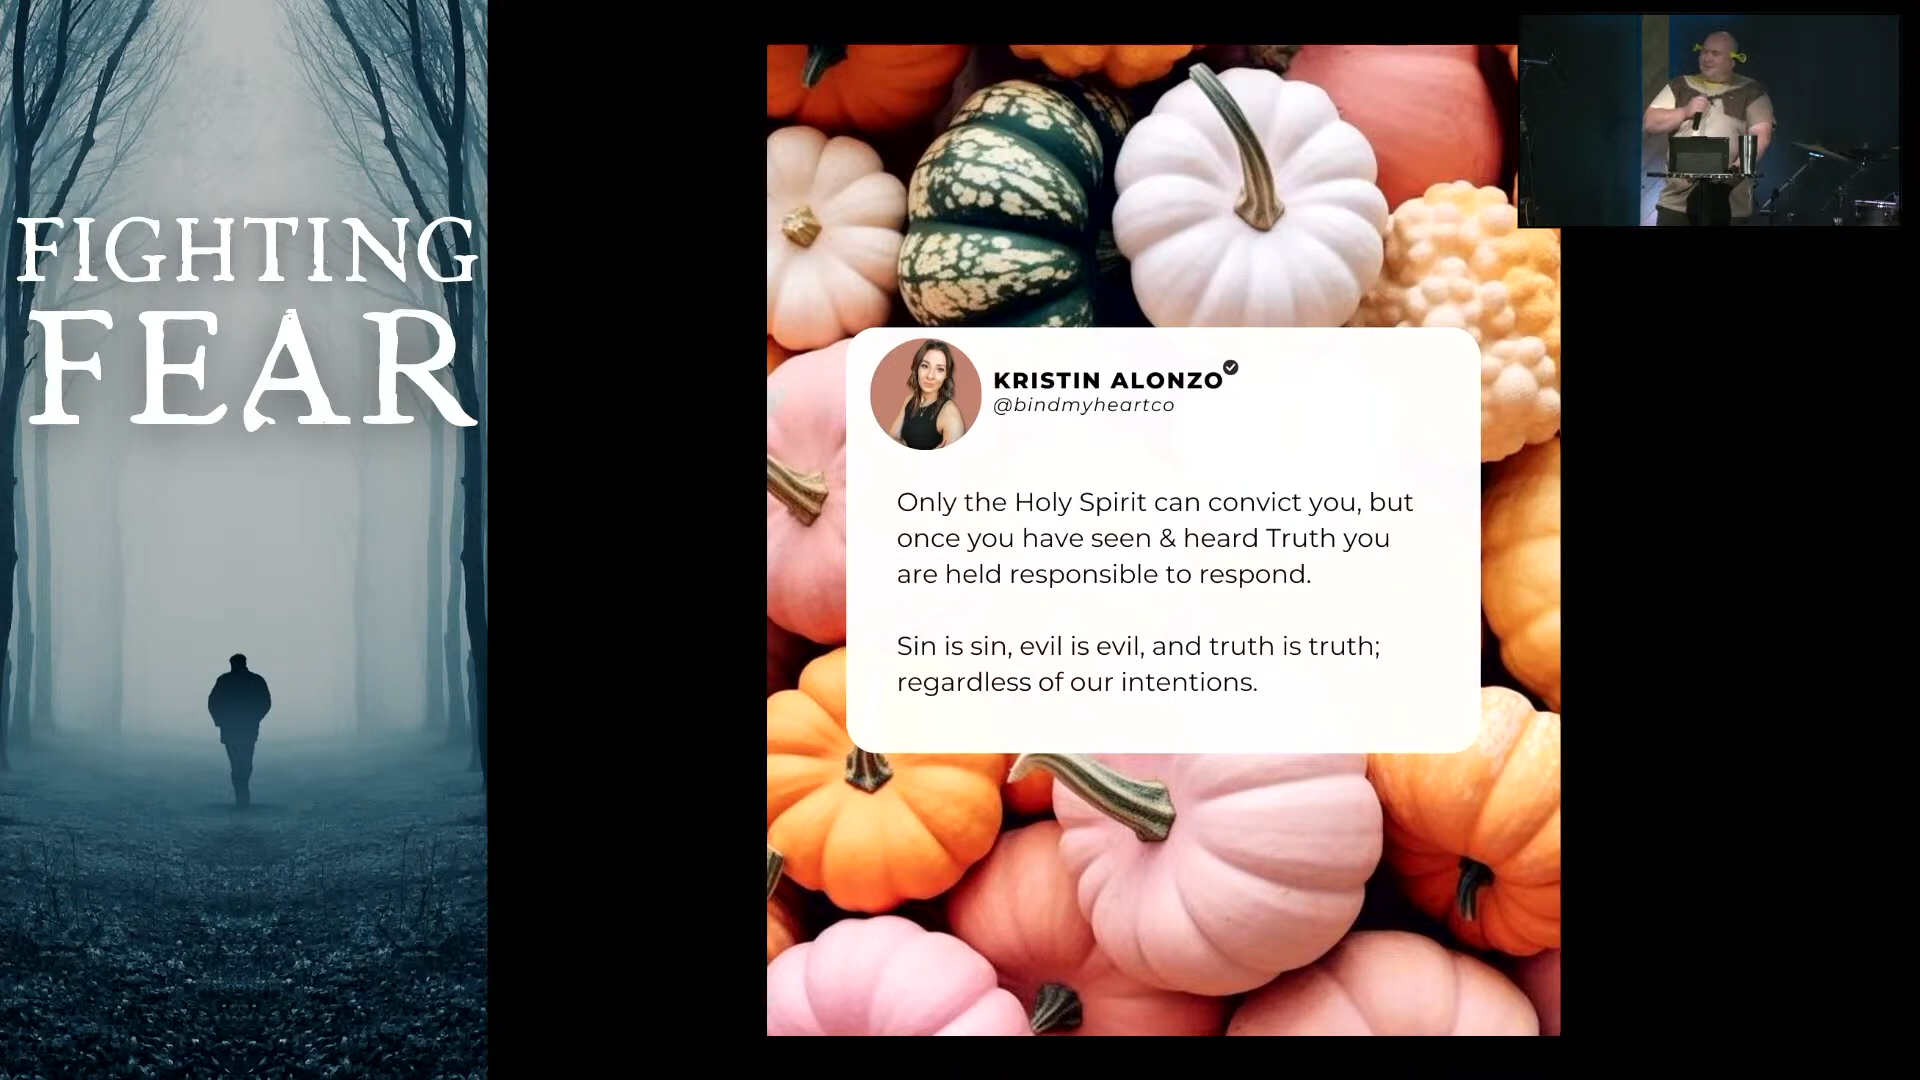 FIGHTING
FEAR
KRISTIN ALONZO
@bindmyheartco
Only the Holy Spirit can convict you, but
once you have seen & heard Truth you
are held responsible to respond.
Sin is sin, evil is evil, and truth is truth;
regardless of our intentions.